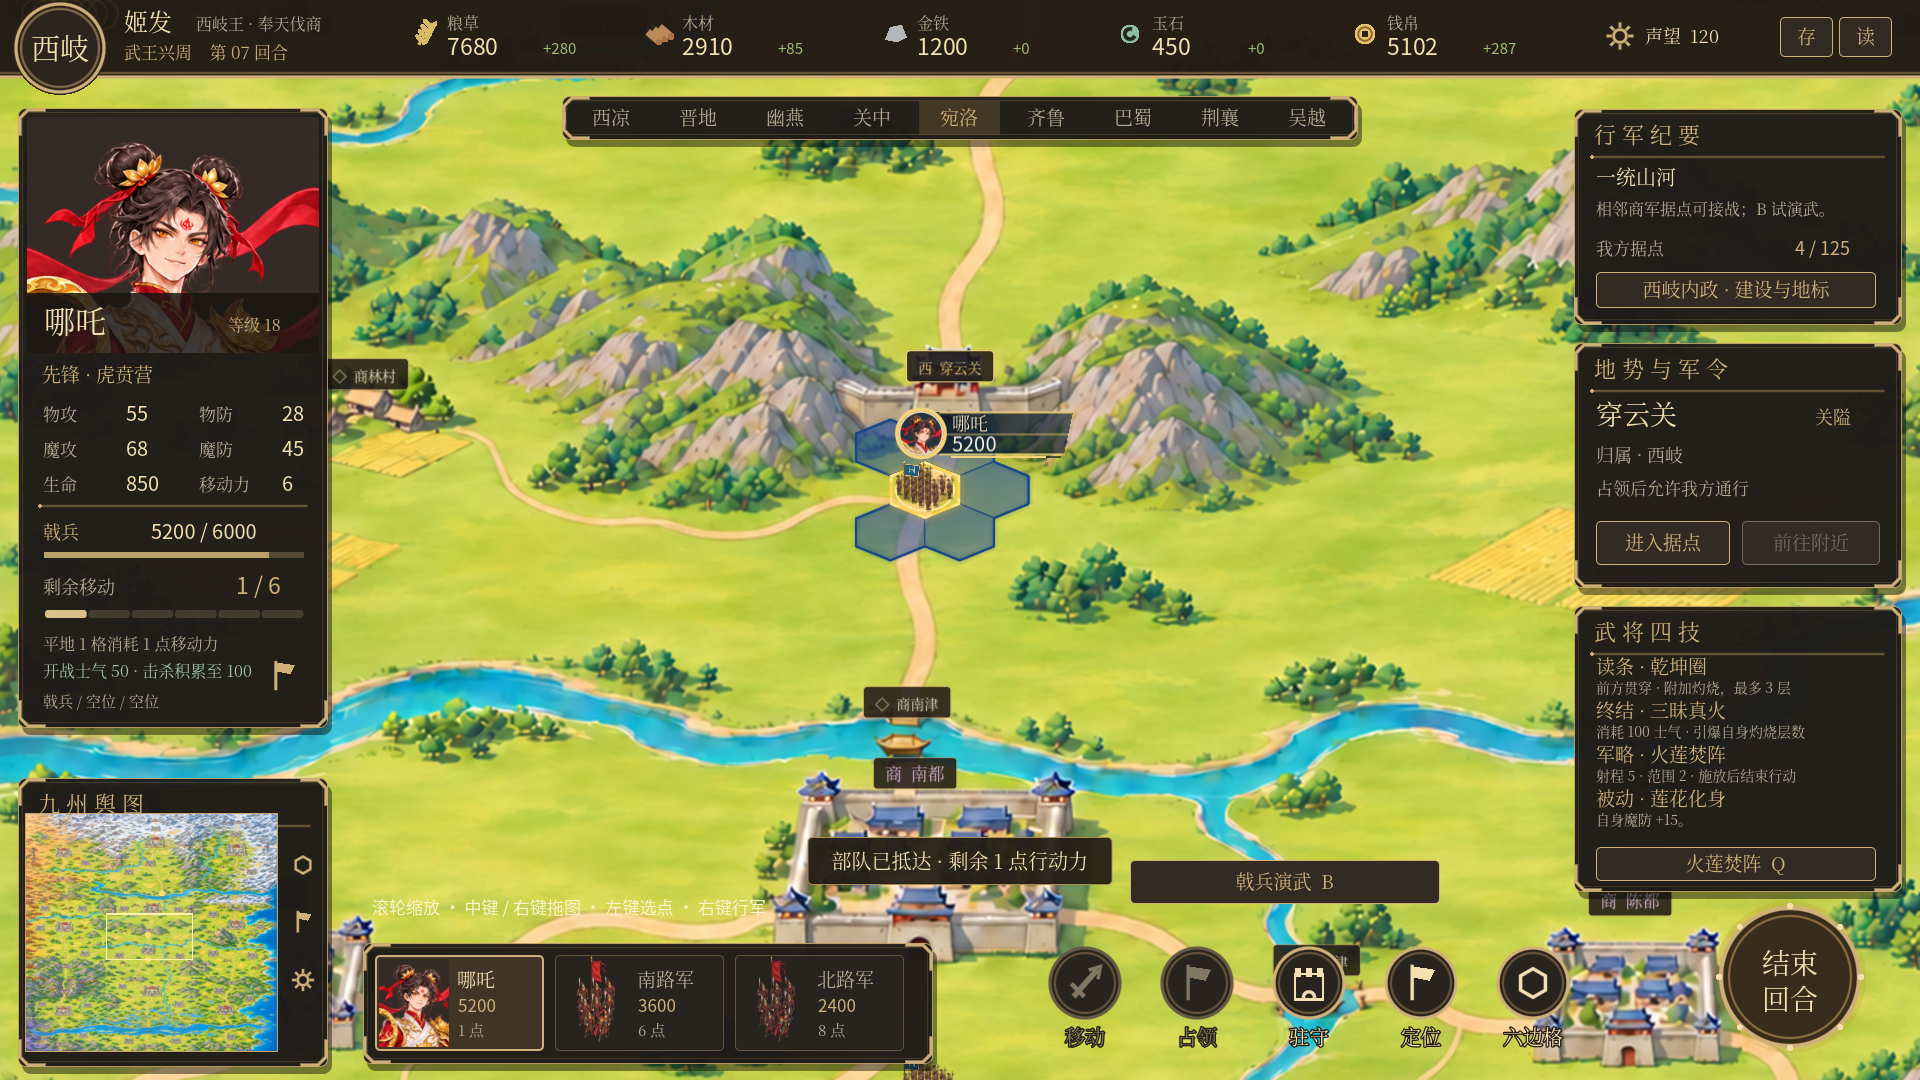 西岐
姬发 西岐王 · 奉天伐商
武王兴周 第 07 回合
粮草 7680 +280
木材 2910 +85
金铁 1200 +0
玉石 450 +0
钱帛 5102 +287
声望 120
存 读
西凉 晋地 幽燕 关中 宛洛 齐鲁 巴蜀 荆襄 吴越
哪吒 等级 18
先锋 · 虎贲营
物攻 55 物防 28
魔攻 68 魔防 45
生命 850 移动力 6
戟兵 5200 / 6000
剩余移动 1 / 6
平地 1 格消耗 1 点移动力
开战士气 50 · 击杀积累至 100
戟兵 / 空位 / 空位
九州舆图
商林村
西 穿云关
哪吒
5200
商南津
商 南都
部队已抵达 · 剩余 1 点行动力
戟兵演武 B
滚轮缩放 · 中键 / 右键拖图 · 左键选点 · 右键行军
哪吒
5200
1 点
南路军
3600
6 点
北路军
2400
8 点
移动 占领 驻守 定位 六边格
结束
回合
行军纪要
一统山河
相邻商军据点可接战；B 试演武。
我方据点 4 / 125
西岐内政 · 建设与地标
地势与军令
穿云关 关隘
归属 · 西岐
占领后允许我方通行
进入据点 前往附近
武将四技
读条 · 乾坤圈
前方贯穿 · 附加灼烧，最多 3 层
终结 · 三昧真火
消耗 100 士气 · 引爆自身灼烧层数
军略 · 火莲焚阵
射程 5 · 范围 2 · 施放后结束行动
被动 · 莲花化身
自身魔防 +15。
火莲焚阵 Q
商 陈都
津